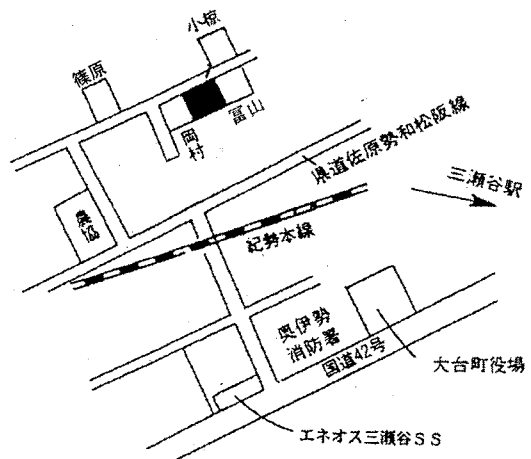 小椋
篠原
冨山
岡村
県道佐原勢和松阪線
三瀬谷駅
農協
紀勢本線
奥伊勢
消防署
国道42号
大台町役場
エネオス三瀬谷SS